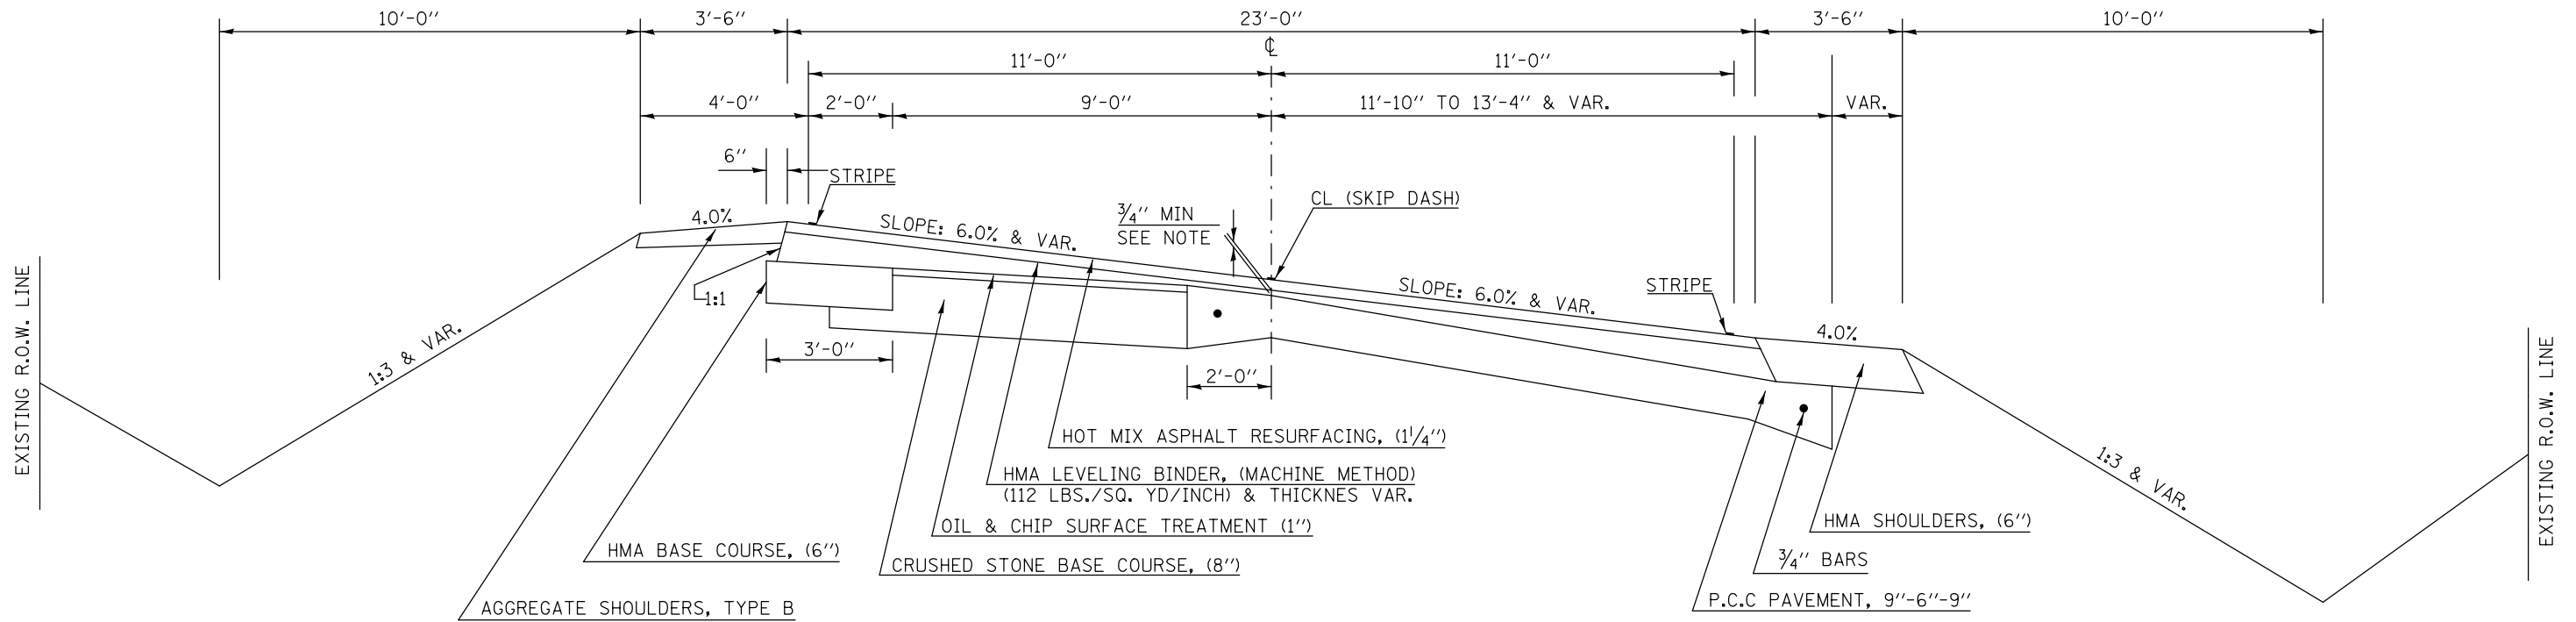 10'-0" 3'-6" 23'-0" 3'-6" 10'-0"
℄
11'-0" 11'-0"
4'-0" 2'-0" 9'-0" 11'-10" TO 13'-4" & VAR. VAR.
6"
STRIPE
CL (SKIP DASH)
4.0%
3/4" MIN
SEE NOTE
SLOPE: 6.0% & VAR.
EXISTING R.O.W. LINE
1:1
SLOPE: 6.0% & VAR.
STRIPE
4.0%
1:3 & VAR.
3'-0"
2'-0"
EXISTING R.O.W. LINE
HOT MIX ASPHALT RESURFACING, (1 1/4")
HMA LEVELING BINDER, (MACHINE METHOD)
(112 LBS./SQ. YD/INCH) & THICKNES VAR.
1:3 & VAR.
OIL & CHIP SURFACE TREATMENT (1")
HMA SHOULDERS, (6")
HMA BASE COURSE, (6")
CRUSHED STONE BASE COURSE, (8")
3/4" BARS
AGGREGATE SHOULDERS, TYPE B
P.C.C PAVEMENT, 9"-6"-9"